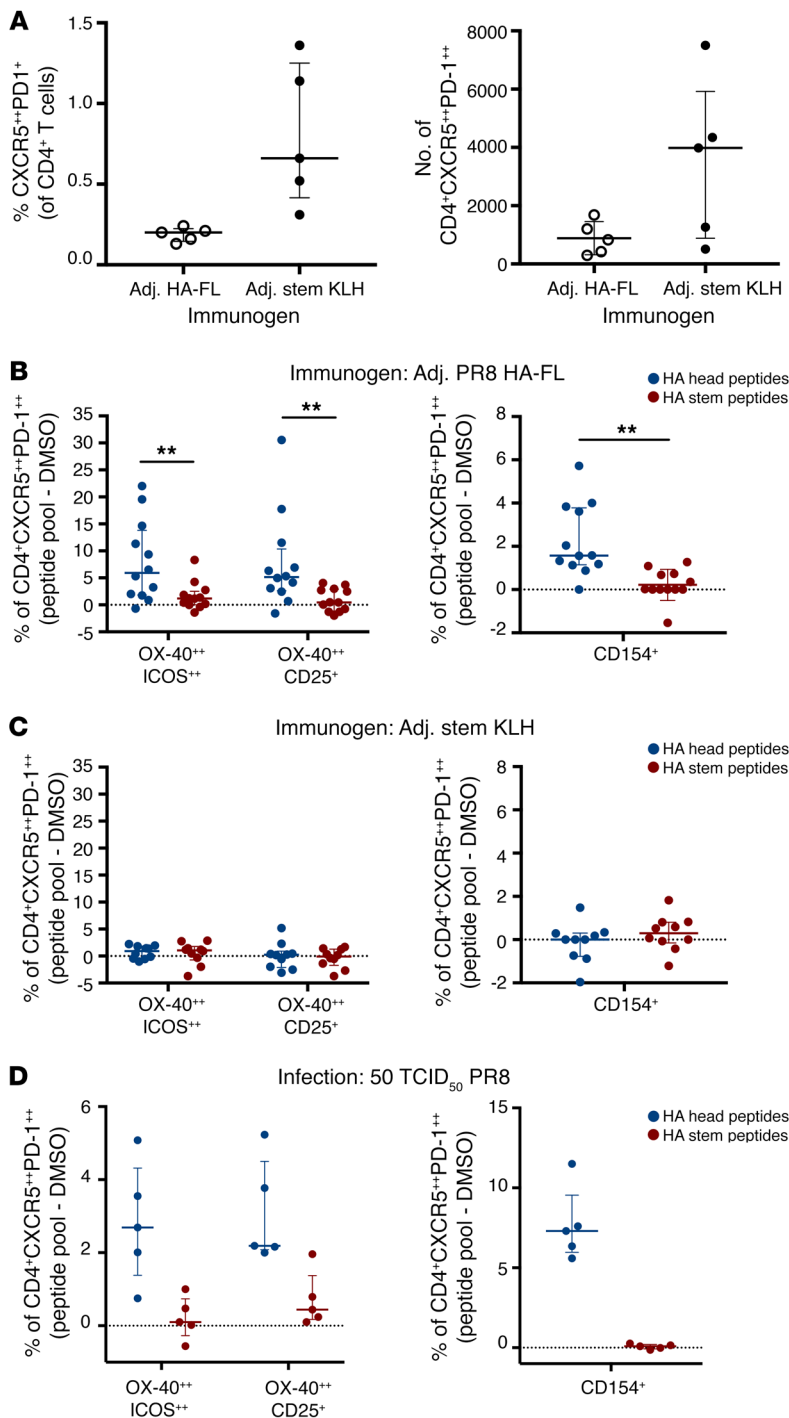 A
% CXCR5++PD1+
(of CD4+ T cells)
1.5
1.0
0.5
0.0
Adj. HA-FL
Adj. stem KLH
Immunogen
No. of
CD4+CXCR5++PD-1++
8000
6000
4000
2000
0
Adj. HA-FL
Adj. stem KLH
Immunogen
B
Immunogen: Adj. PR8 HA-FL
HA head peptides
HA stem peptides
% of CD4+CXCR5++PD-1++
(peptide pool - DMSO)
35
30
25
20
15
10
5
0
-5
**
**
OX-40++
ICOS++
OX-40++
CD25+
% of CD4+CXCR5++PD-1++
(peptide pool - DMSO)
8
6
4
2
0
-2
**
CD154+
C
Immunogen: Adj. stem KLH
HA head peptides
HA stem peptides
% of CD4+CXCR5++PD-1++
(peptide pool - DMSO)
35
30
25
20
15
10
5
0
-5
OX-40++
ICOS++
OX-40++
CD25+
% of CD4+CXCR5++PD-1++
(peptide pool - DMSO)
8
6
4
2
0
-2
CD154+
D
Infection: 50 TCID50 PR8
HA head peptides
HA stem peptides
% of CD4+CXCR5++PD-1++
(peptide pool - DMSO)
6
4
2
0
OX-40++
ICOS++
OX-40++
CD25+
% of CD4+CXCR5++PD-1++
(peptide pool - DMSO)
15
10
5
0
CD154+